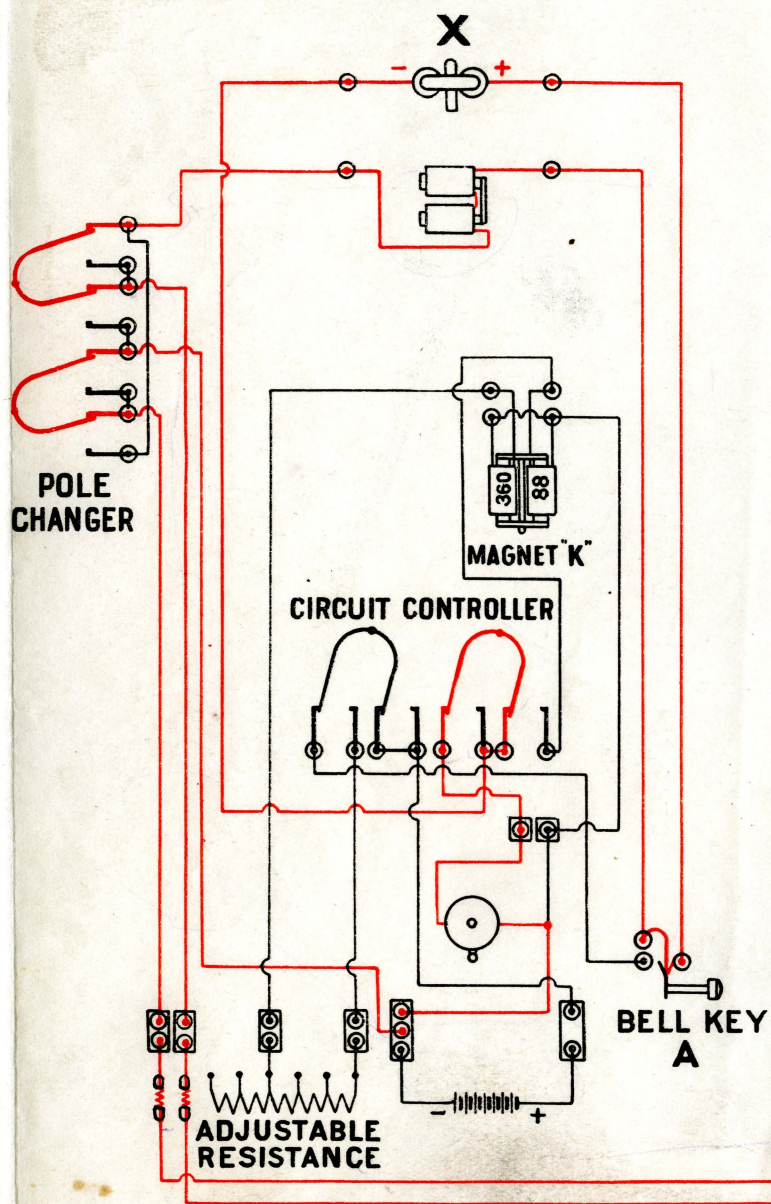 X
- +
POLE
CHANGER
360 88
MAGNET "K"
CIRCUIT CONTROLLER
BELL KEY
A
- +
ADJUSTABLE
RESISTANCE